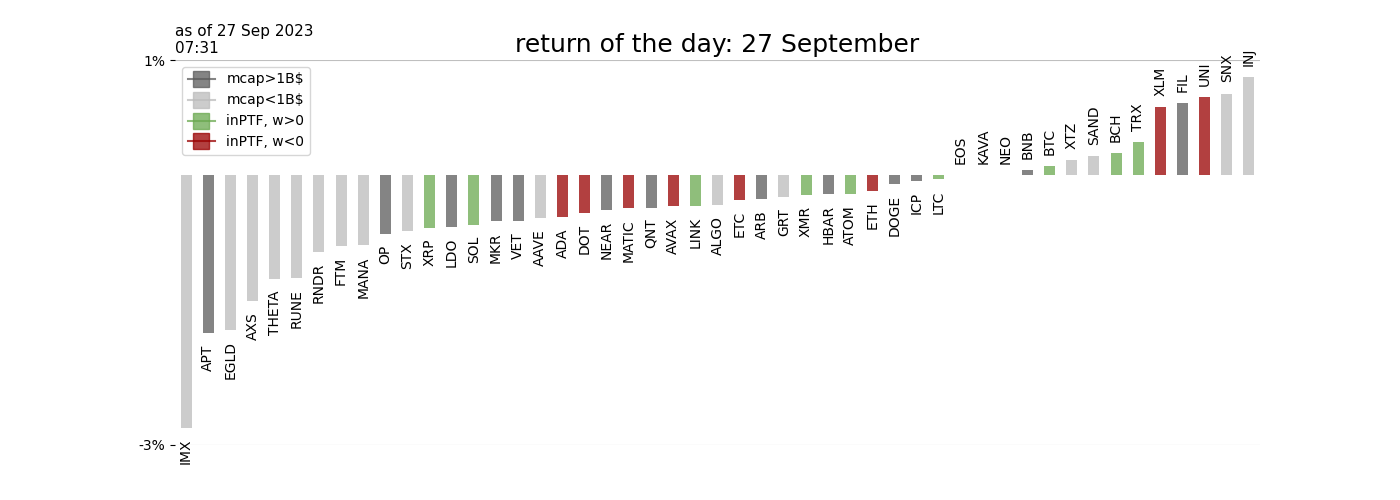 as of 27 Sep 2023
07:31
return of the day: 27 September
1%
mcap>1B$
mcap<1B$
inPTF, w>0
inPTF, w<0
-3%
IMX
APT
EGLD
AXS
THETA
RUNE
RNDR
FTM
MANA
OP
STX
XRP
LDO
SOL
MKR
VET
AAVE
ADA
DOT
NEAR
MATIC
QNT
AVAX
LINK
ALGO
ETC
ARB
GRT
XMR
HBAR
ATOM
ETH
DOGE
ICP
LTC
EOS
KAVA
NEO
BNB
BTC
XTZ
SAND
BCH
TRX
XLM
FIL
UNI
SNX
INJ